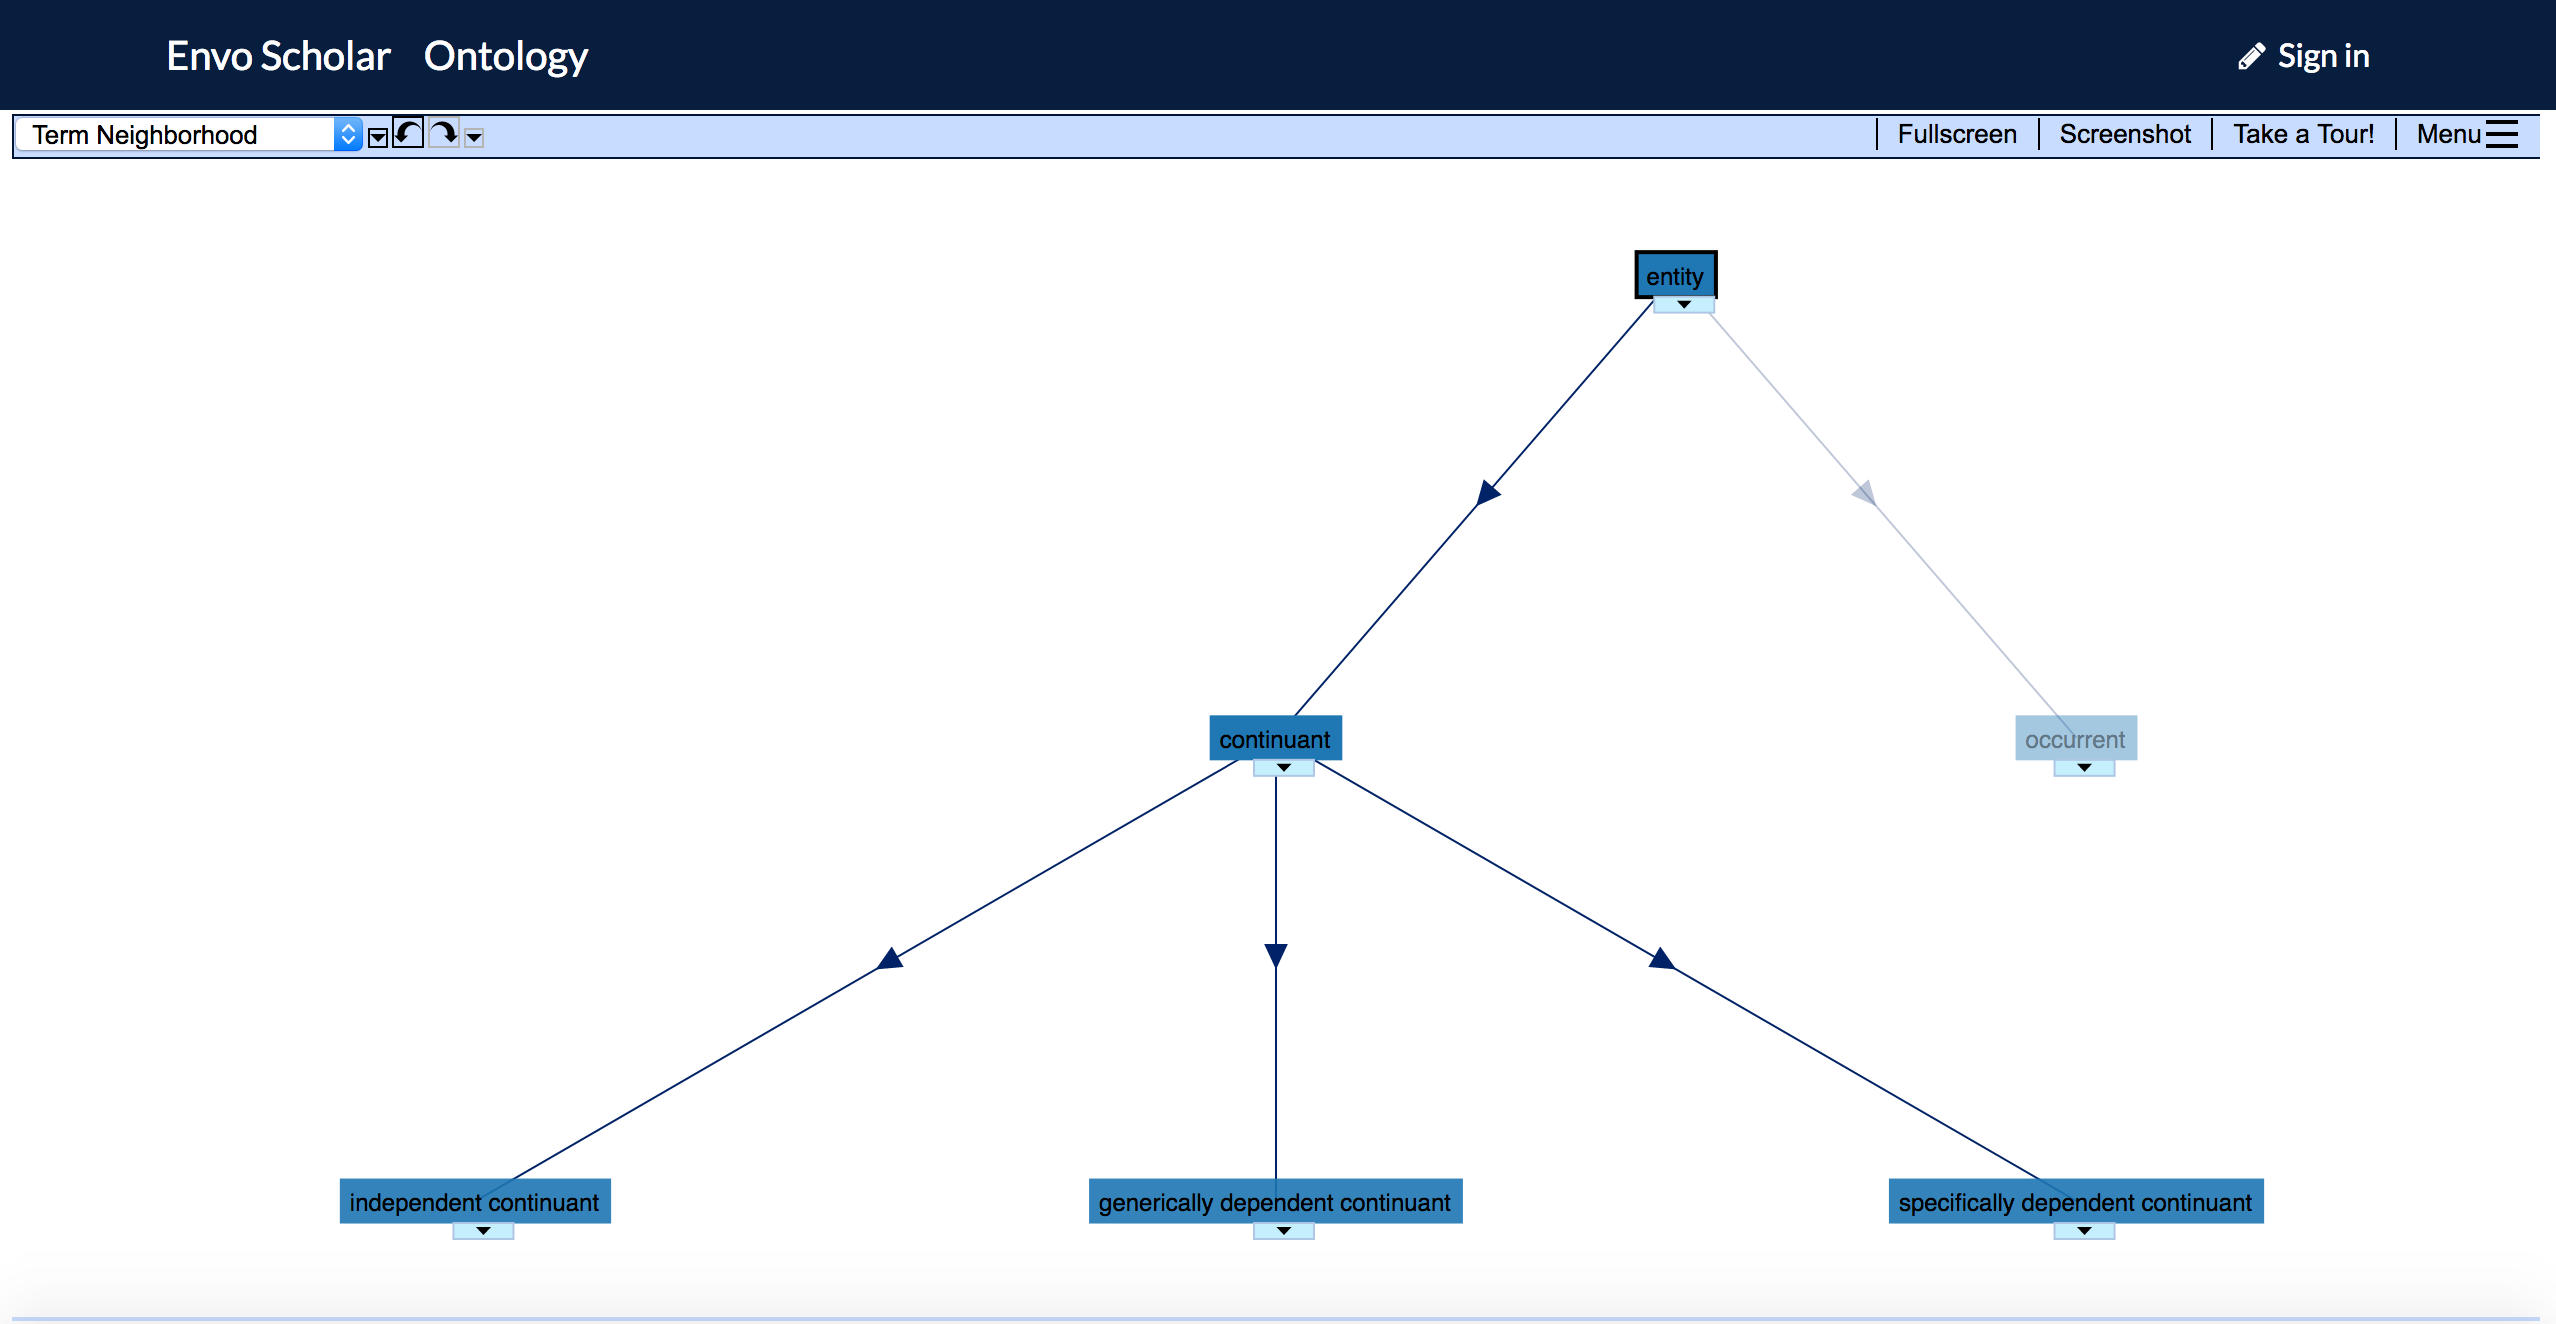 Envo Scholar Ontology Sign in
Term Neighborhood Fullscreen Screenshot Take a Tour! Menu
entity
continuant occurrent
independent continuant generically dependent continuant specifically dependent continuant